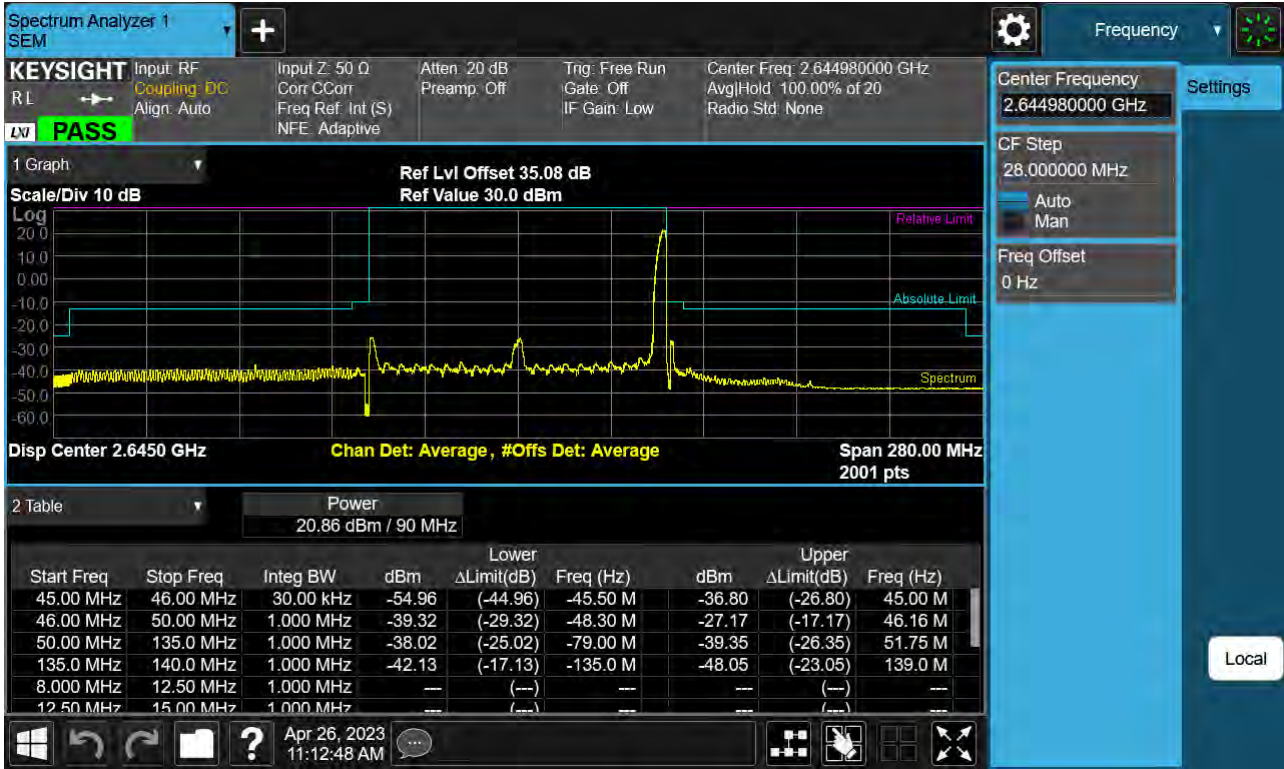 Spectrum Analyzer 1
SEM
Frequency
KEYSIGHT
R L
LXI
PASS
Input: RF
Coupling: DC
Align: Auto
Input Z: 50 Ω
Corr CCorr
Freq Ref: Int (S)
NFE: Adaptive
Atten: 20 dB
Preamp: Off
Trig: Free Run
Gate: Off
IF Gain: Low
Center Freq: 2.644980000 GHz
Avg|Hold: 100.00% of 20
Radio Std: None
Center Frequency
2.644980000 GHz
Settings
CF Step
28.000000 MHz
Auto
Man
Freq Offset
0 Hz
1 Graph
Scale/Div 10 dB
Ref Lvl Offset 35.08 dB
Ref Value 30.0 dBm
Log
20.0
10.0
0.00
-10.0
-20.0
-30.0
-40.0
-50.0
-60.0
Relative Limit
Absolute Limit
Spectrum
Disp Center 2.6450 GHz
Chan Det: Average, #Offs Det: Average
Span 280.00 MHz
2001 pts
2 Table
Power
20.86 dBm / 90 MHz
Lower Upper
Start Freq Stop Freq Integ BW dBm ΔLimit(dB) Freq (Hz) dBm ΔLimit(dB) Freq (Hz)
45.00 MHz 46.00 MHz 30.00 kHz -54.96 (-44.96) -45.50 M -36.80 (-26.80) 45.00 M
46.00 MHz 50.00 MHz 1.000 MHz -39.32 (-29.32) -48.30 M -27.17 (-17.17) 46.16 M
50.00 MHz 135.0 MHz 1.000 MHz -38.02 (-25.02) -79.00 M -39.35 (-26.35) 51.75 M
135.0 MHz 140.0 MHz 1.000 MHz -42.13 (-17.13) -135.0 M -48.05 (-23.05) 139.0 M
8.000 MHz 12.50 MHz 1.000 MHz --- (---) --- --- (---) ---
12.50 MHz 15.00 MHz 1.000 MHz --- (---) --- --- (---) ---
Local
?
Apr 26, 2023
11:12:48 AM